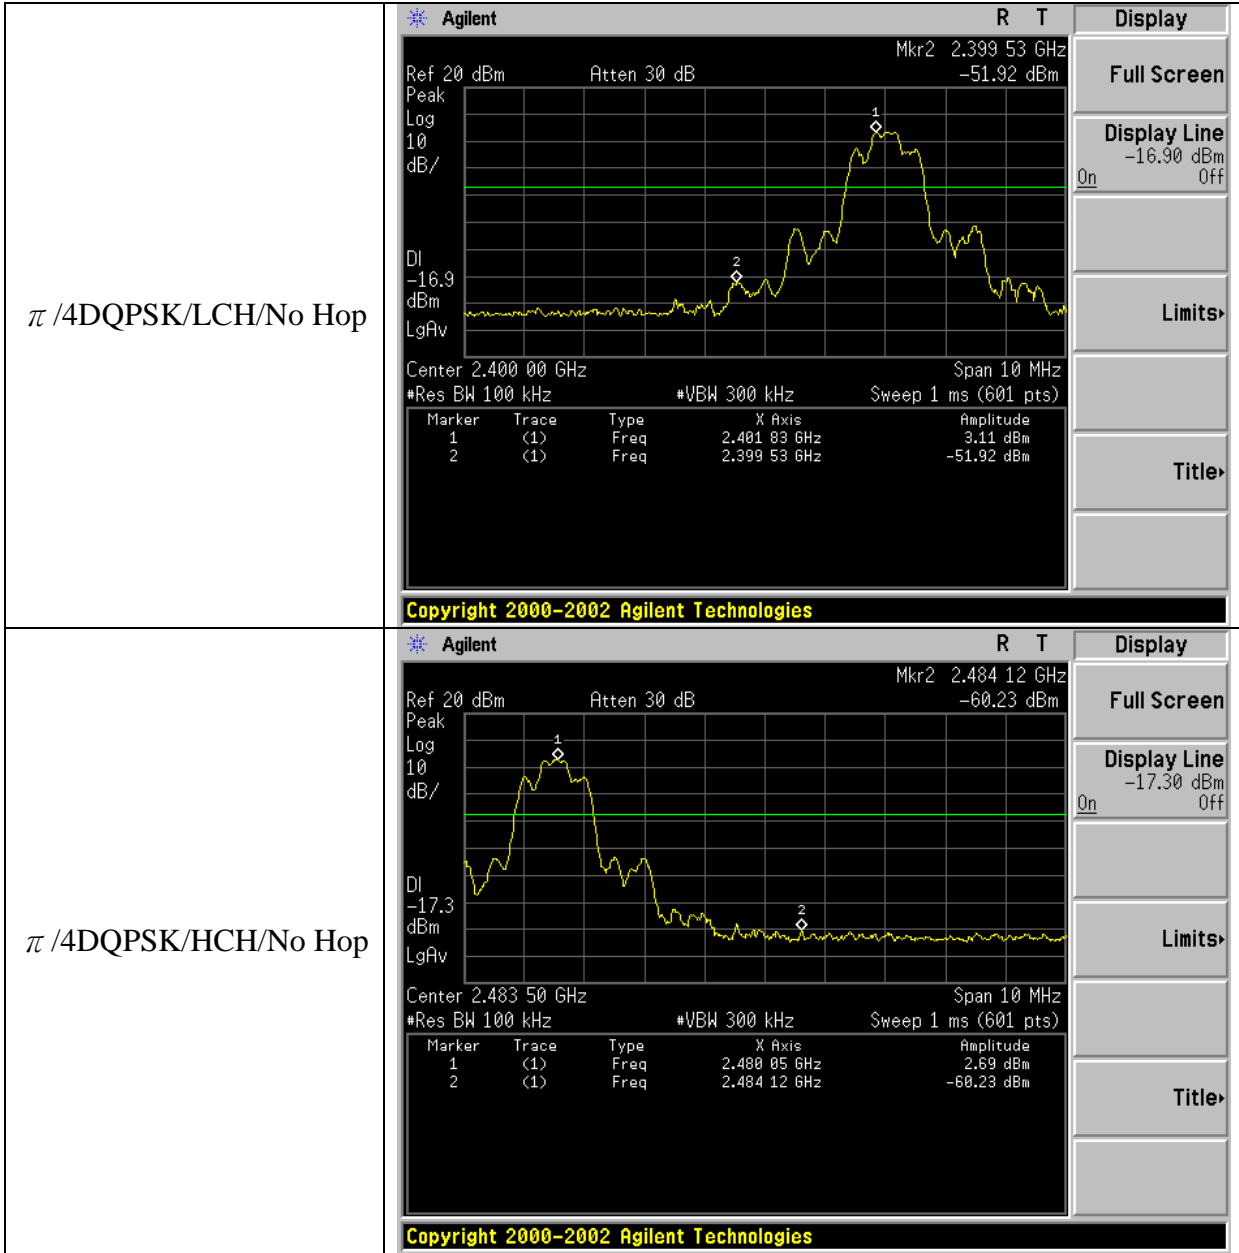 π/4DQPSK/LCH/No Hop
Agilent R T
Mkr2 2.399 53 GHz
Ref 20 dBm Atten 30 dB -51.92 dBm
Peak
Log
10
dB/
1
2
DI
-16.9
dBm
LgAv
Center 2.400 00 GHz Span 10 MHz
#Res BW 100 kHz #VBW 300 kHz Sweep 1 ms (601 pts)
Marker Trace Type X Axis Amplitude
1 (1) Freq 2.401 83 GHz 3.11 dBm
2 (1) Freq 2.399 53 GHz -51.92 dBm
Copyright 2000-2002 Agilent Technologies
Display
Full Screen
Display Line
-16.90 dBm
On Off
Limits▸
Title▸
π/4DQPSK/HCH/No Hop
Agilent R T
Mkr2 2.484 12 GHz
Ref 20 dBm Atten 30 dB -60.23 dBm
Peak
Log
10
dB/
1
2
DI
-17.3
dBm
LgAv
Center 2.483 50 GHz Span 10 MHz
#Res BW 100 kHz #VBW 300 kHz Sweep 1 ms (601 pts)
Marker Trace Type X Axis Amplitude
1 (1) Freq 2.480 05 GHz 2.69 dBm
2 (1) Freq 2.484 12 GHz -60.23 dBm
Copyright 2000-2002 Agilent Technologies
Display
Full Screen
Display Line
-17.30 dBm
On Off
Limits▸
Title▸